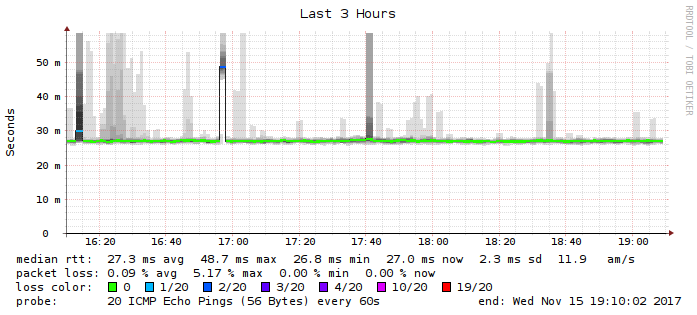 Last 3 Hours
RRDTOOL / TOBI OETIKER
Seconds
50 m
40 m
30 m
20 m
10 m
0
16:20 16:40 17:00 17:20 17:40 18:00 18:20 18:40 19:00
median rtt: 27.3 ms avg 48.7 ms max 26.8 ms min 27.0 ms now 2.3 ms sd 11.9 am/s
packet loss: 0.09 % avg 5.17 % max 0.00 % min 0.00 % now
loss color: 0 1/20 2/20 3/20 4/20 10/20 19/20
probe: 20 ICMP Echo Pings (56 Bytes) every 60s end: Wed Nov 15 19:10:02 2017